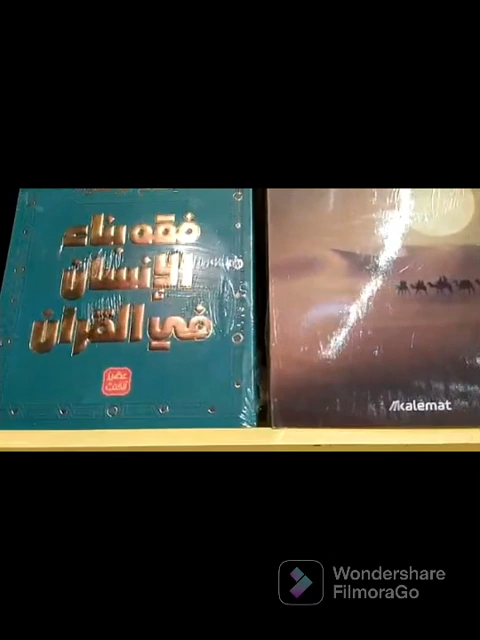 فقه بناء
الإنسان
في القرآن
عصير
الكتب
kalemat
Wondershare
FilmoraGo